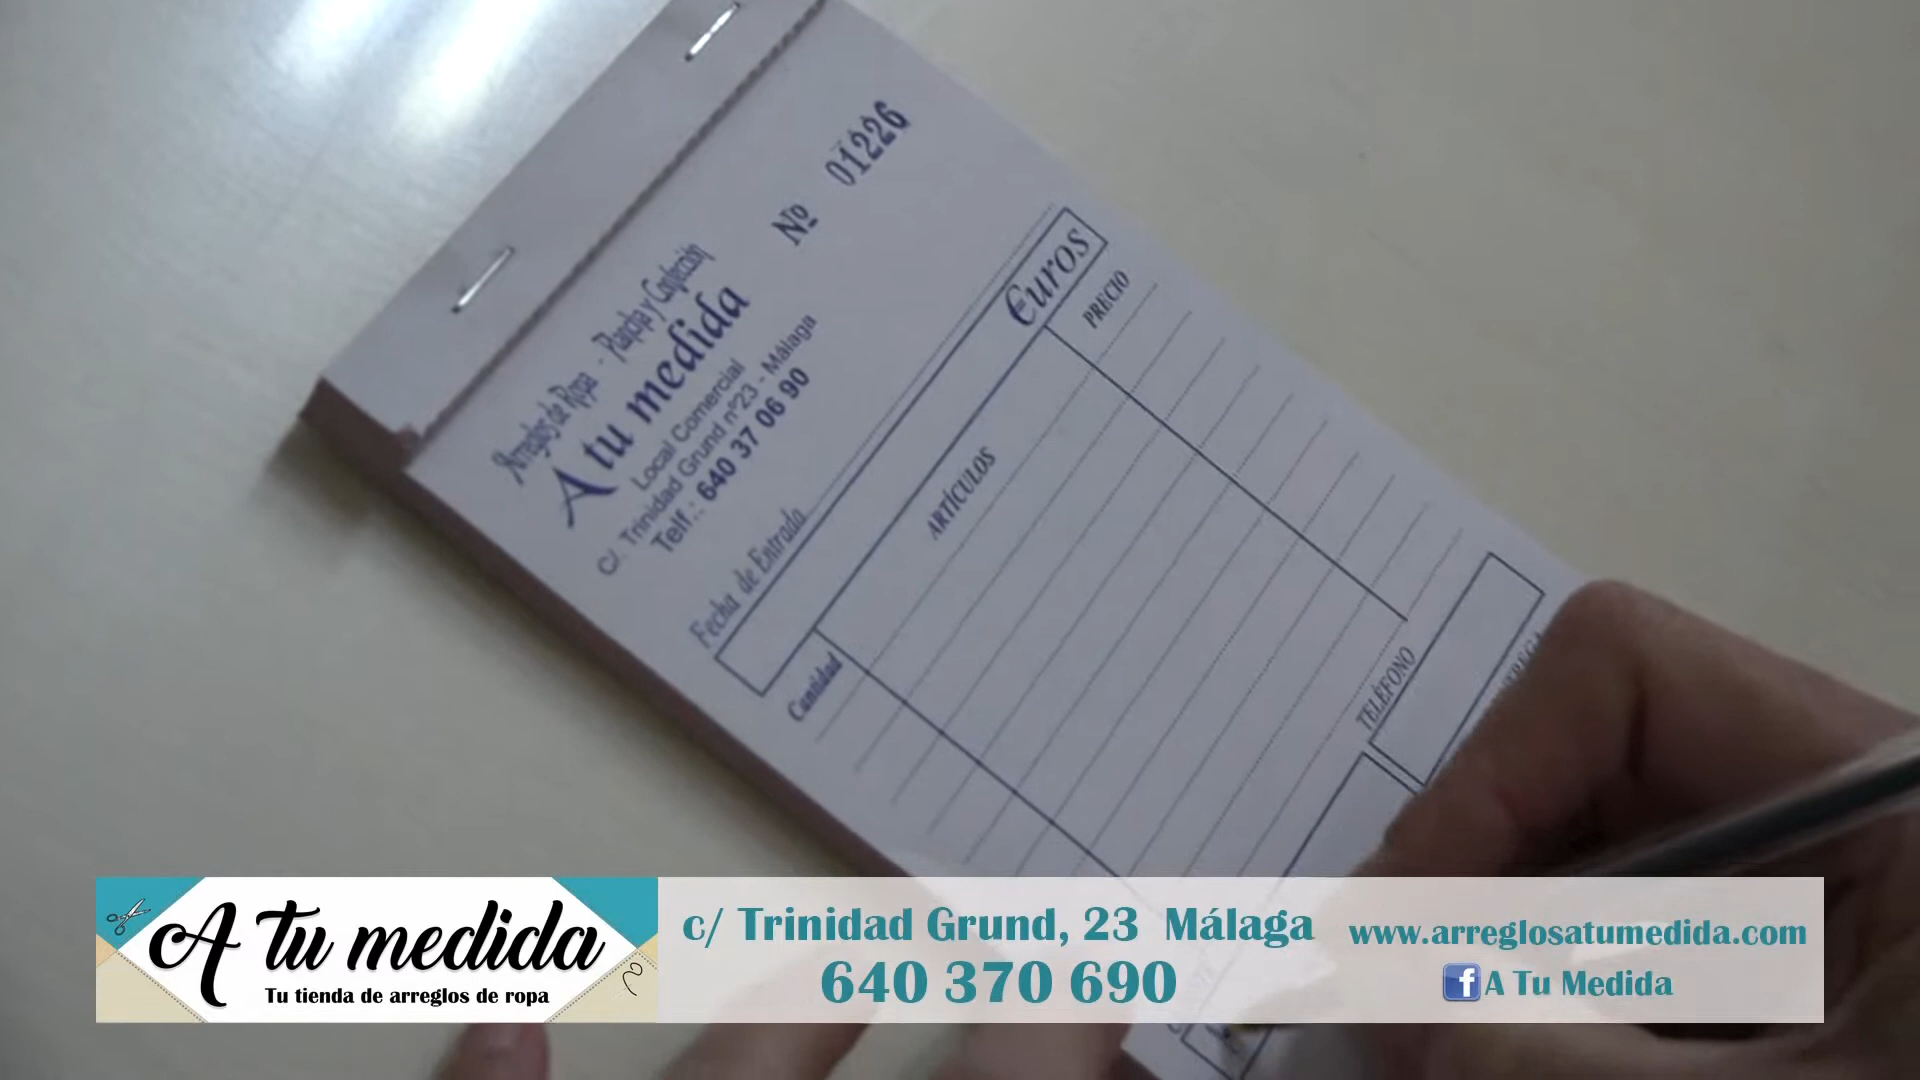 Nº 01226
Arreglos de Ropa - Plancha y Confección
A tu medida
Local Comercial
C/. Trinidad Grund nº23 - Málaga
Telf.: 640 37 06 90
Fecha de Entrada
€uros
Cantidad ARTÍCULOS PRECIO
TELÉFONO
A Tu medida
Tu tienda de arreglos de ropa
c/ Trinidad Grund, 23 Málaga
640 370 690
www.arreglosatumedida.com
f A Tu Medida